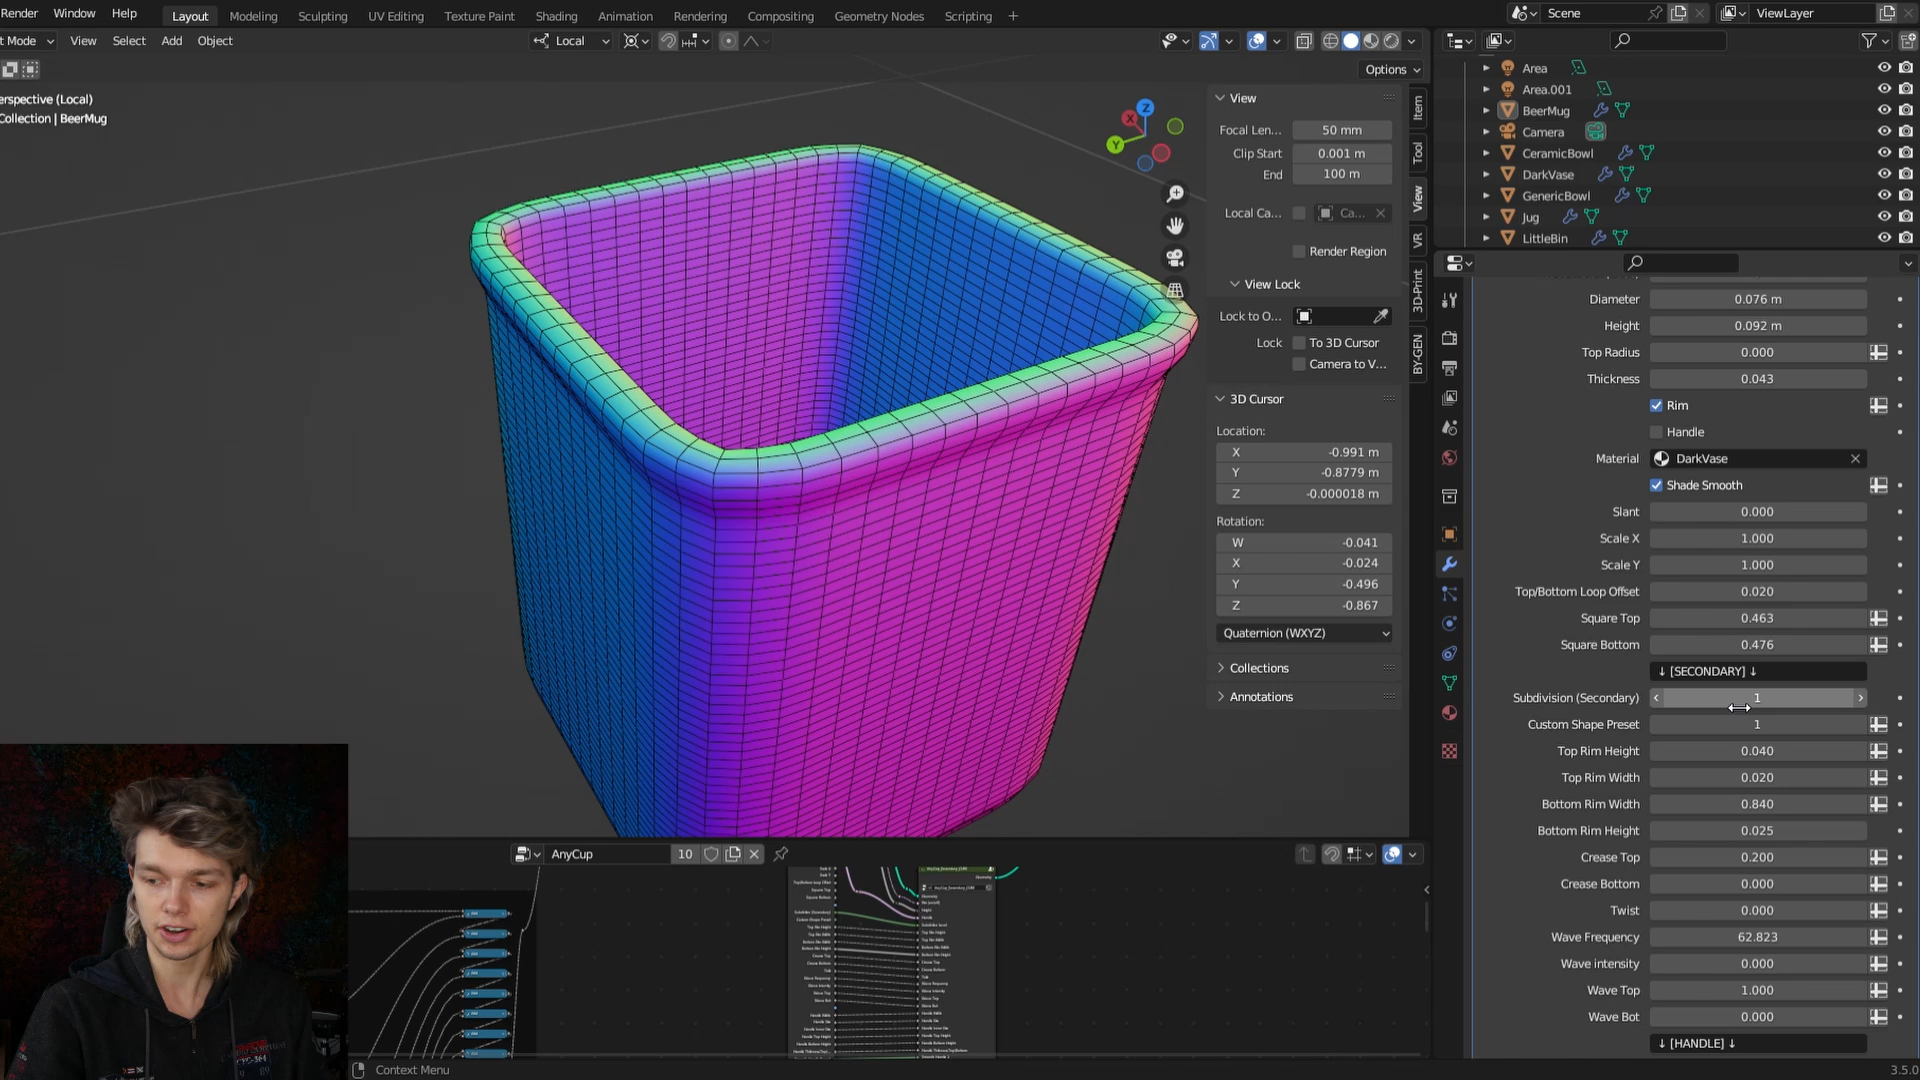 Render Window Help
Layout Modeling Sculpting UV Editing Texture Paint Shading Animation Rendering Compositing Geometry Nodes Scripting +
Scene
ViewLayer
t Mode View Select Add Object
Local
Options
erspective (Local)
Collection | BeerMug
Z
X
Y
View
Focal Len... 50 mm
Clip Start 0.001 m
End 100 m
Local Ca... Ca...
Render Region
View Lock
Lock to O...
Lock To 3D Cursor
Camera to V...
3D Cursor
Location:
X -0.991 m
Y -0.8779 m
Z -0.000018 m
Rotation:
W -0.041
X -0.024
Y -0.496
Z -0.867
Quaternion (WXYZ)
Collections
Annotations
Item
Tool
View
VR
3D-Print
BY-GEN
Area
Area.001
BeerMug
Camera
CeramicBowl
DarkVase
GenericBowl
Jug
LittleBin
Diameter 0.076 m
Height 0.092 m
Top Radius 0.000
Thickness 0.043
Rim
Handle
Material DarkVase
Shade Smooth
Slant 0.000
Scale X 1.000
Scale Y 1.000
Top/Bottom Loop Offset 0.020
Square Top 0.463
Square Bottom 0.476
↓ [SECONDARY] ↓
Subdivision (Secondary) 1
Custom Shape Preset 1
Top Rim Height 0.040
Top Rim Width 0.020
Bottom Rim Width 0.840
Bottom Rim Height 0.025
Crease Top 0.200
Crease Bottom 0.000
Twist 0.000
Wave Frequency 62.823
Wave intensity 0.000
Wave Top 1.000
Wave Bot 0.000
↓ [HANDLE] ↓
AnyCup 10
Context Menu
3.5.0